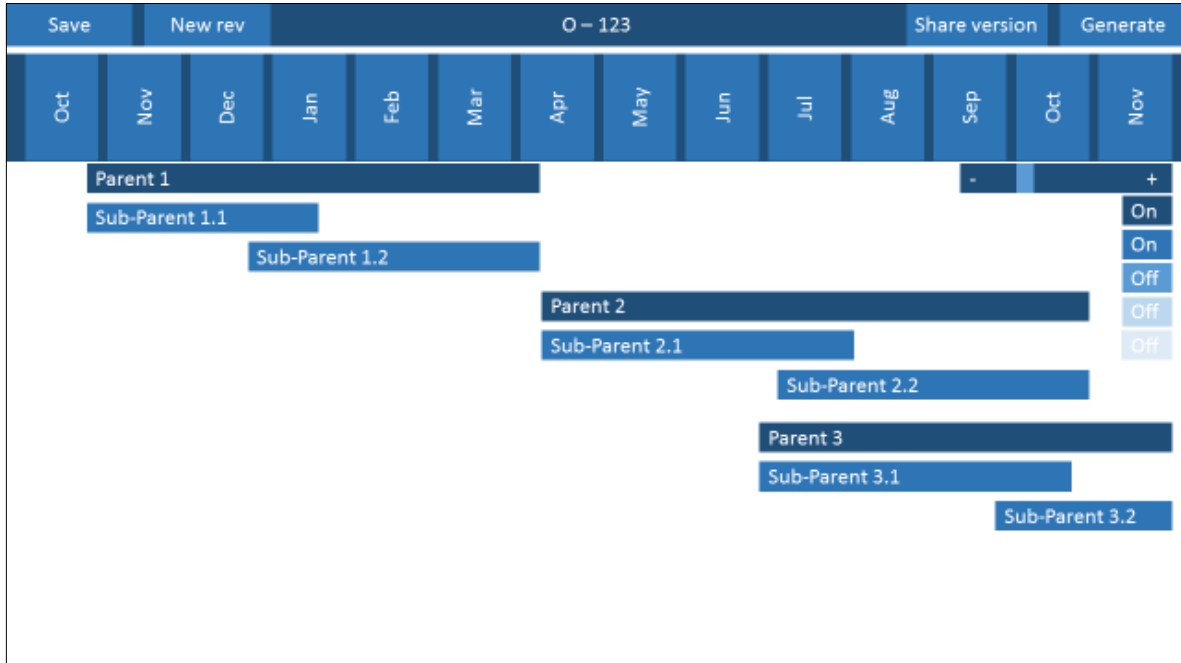 Save New rev O – 123 Share version Generate
Oct Nov Dec Jan Feb Mar Apr May Jun Jul Aug Sep Oct Nov
Parent 1 - +
Sub-Parent 1.1 On
Sub-Parent 1.2 On
Off
Parent 2 Off
Sub-Parent 2.1 Off
Sub-Parent 2.2
Parent 3
Sub-Parent 3.1
Sub-Parent 3.2